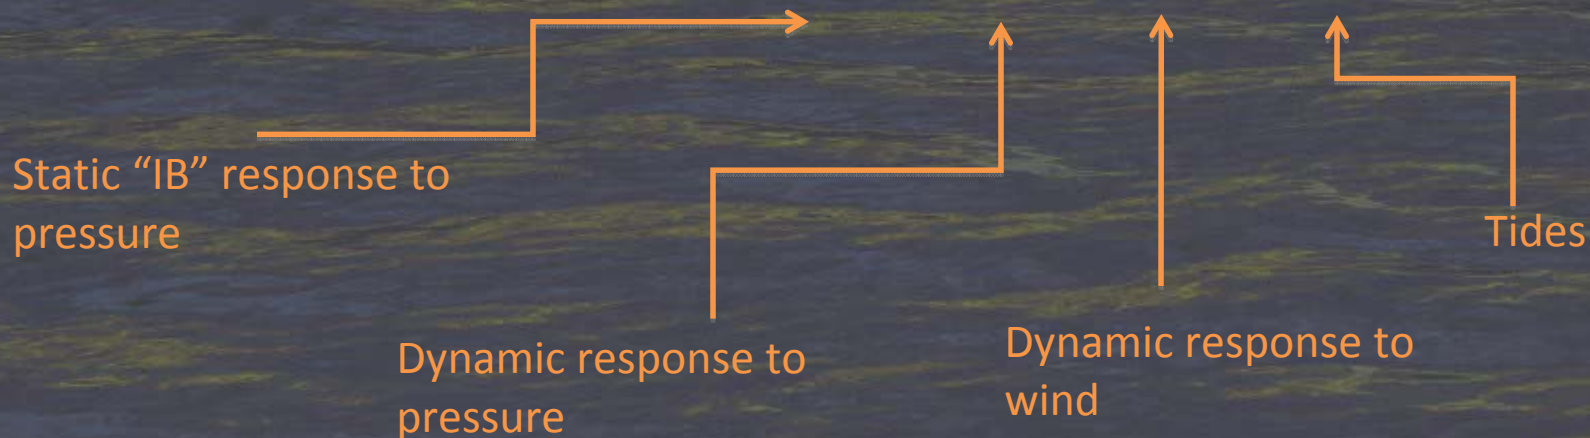 Static “IB” response to
pressure
Dynamic response to
pressure
Dynamic response to
wind
Tides